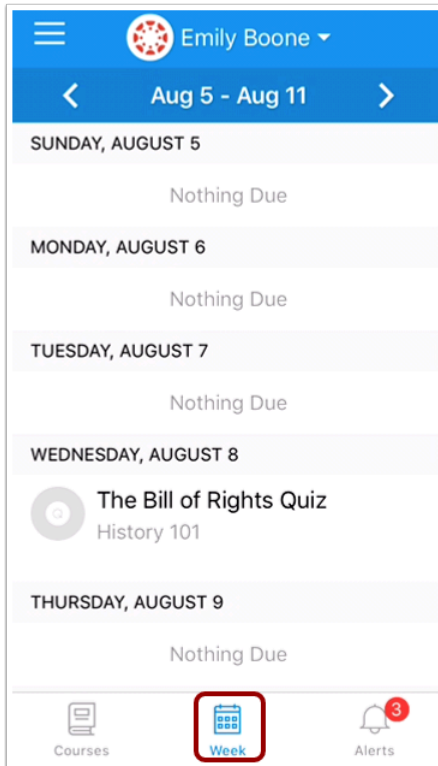 Emily Boone
Aug 5 - Aug 11
SUNDAY, AUGUST 5
Nothing Due
MONDAY, AUGUST 6
Nothing Due
TUESDAY, AUGUST 7
Nothing Due
WEDNESDAY, AUGUST 8
The Bill of Rights Quiz
History 101
THURSDAY, AUGUST 9
Nothing Due
3
Courses Week Alerts